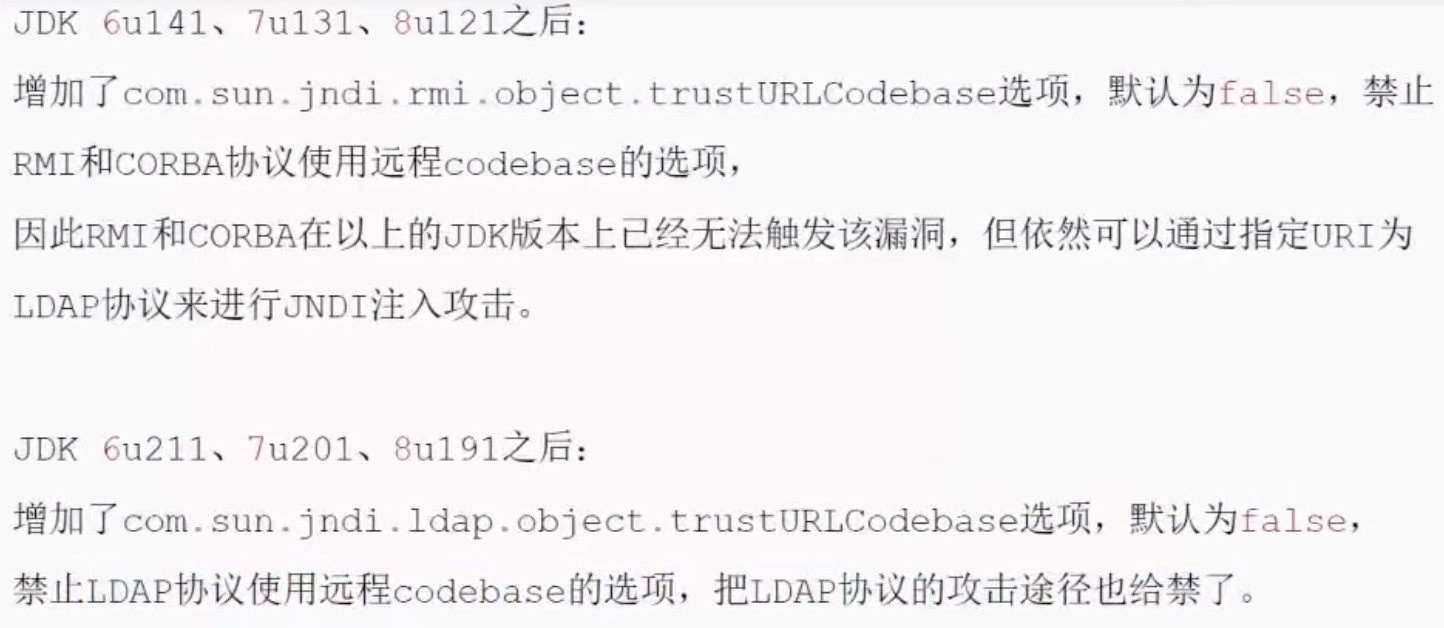 JDK 6u141、7u131、8u121之后:
增加了com.sun.jndi.rmi.object.trustURLCodebase选项，默认为false，禁止
RMI和CORBA协议使用远程codebase的选项，
因此RMI和CORBA在以上的JDK版本上已经无法触发该漏洞，但依然可以通过指定URI为
LDAP协议来进行JNDI注入攻击。
JDK 6u211、7u201、8u191之后:
增加了com.sun.jndi.ldap.object.trustURLCodebase选项，默认为false，
禁止LDAP协议使用远程codebase的选项，把LDAP协议的攻击途径也给禁了。